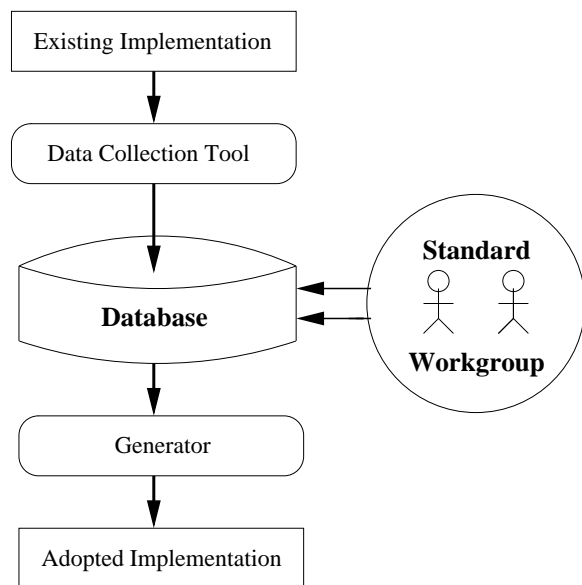 Existing Implementation
Data Collection Tool
Standard
Database
Workgroup
Generator
Adopted Implementation